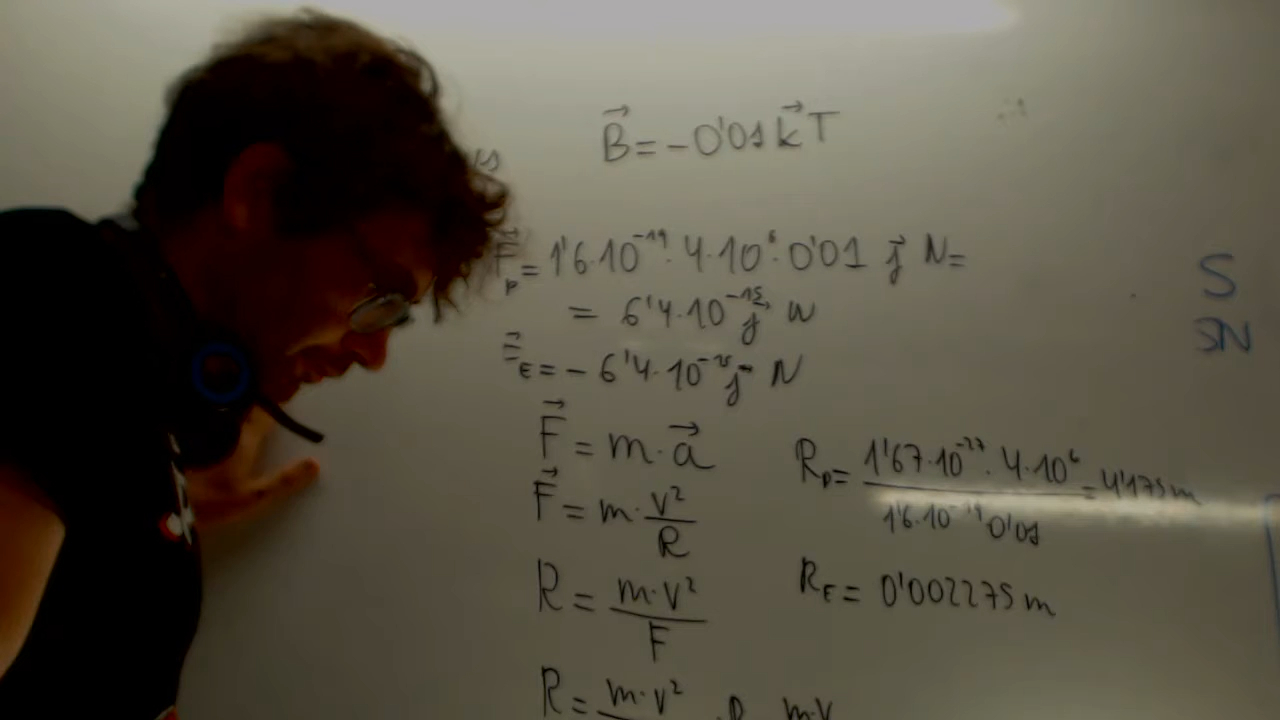 B⃗ = -0'01 k⃗ T
F⃗p = 1'6·10⁻¹⁹·4·10⁶·0'01 j⃗ N=
= 6'4·10⁻¹⁵ j⃗ N
F⃗E = -6'4·10⁻¹⁵ j⃗ N
F⃗ = m·a⃗
F⃗ = m·v²/R
R = m·v²/F
R = m·v²
m·v
Rp = 1'67·10⁻²⁷·4·10⁶ / 1'6·10⁻¹⁹ 0'01 = 4'175 m
RE = 0'002275 m
S
SN